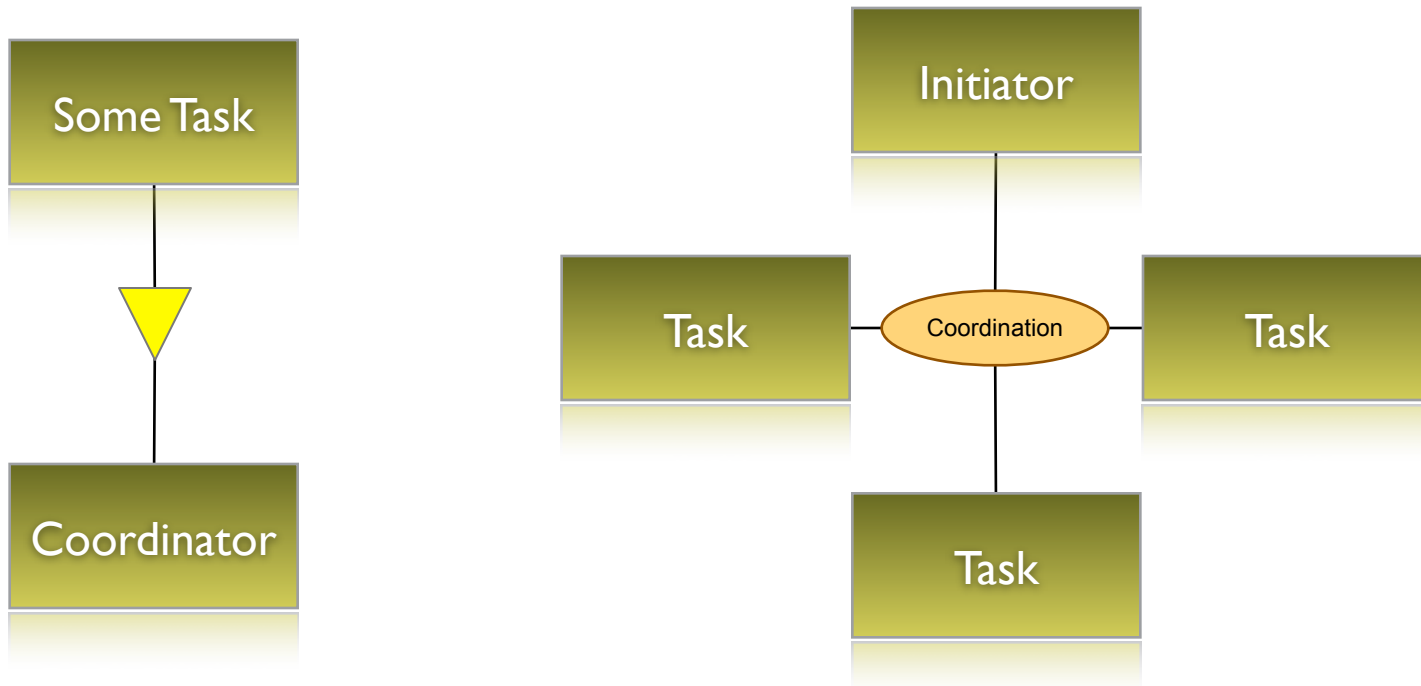 Some Task
Coordinator
Initiator
Task
Coordination
Task
Task